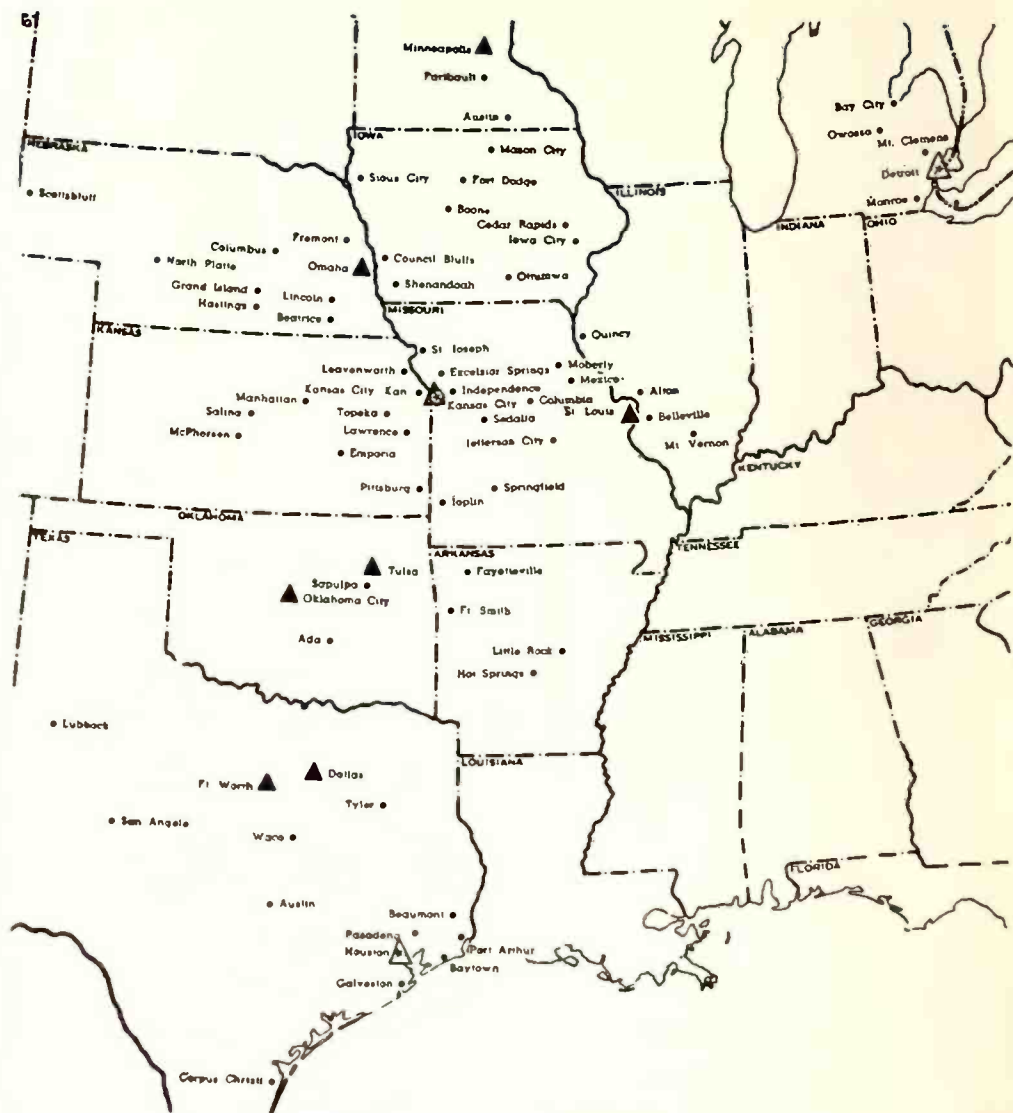 Minneapolis
Faribault
Austin
IOWA
Mason City
Bay City
Owosso
Mt. Clemens
Detroit
Monroe
NEBRASKA
Scottsbluff
Sioux City
Fort Dodge
ILLINOIS
Boone
Cedar Rapids
Iowa City
INDIANA
OHIO
Fremont
Columbus
North Platte
Omaha
Council Bluffs
Grand Island
Lincoln
Shenandoah
Ottumwa
Hastings
Beatrice
MISSOURI
KANSAS
Quincy
St Joseph
Leavenworth
Excelsior Springs
Moberly
Mexico
Manhattan
Kansas City Kan
Independence
Alton
Kansas City
Columbia
Salina
Topeka
Sedalia
St Louis
Belleville
McPhersen
Lawrence
Jefferson City
Mt Vernon
Emporia
KENTUCKY
Pittsburg
Springfield
Joplin
OKLAHOMA
TEXAS
ARKANSAS
TENNESSEE
Tulsa
Fayetteville
Sapulpa
Oklahoma City
Ft Smith
Ada
MISSISSIPPI
ALABAMA
GEORGIA
Little Rock
Hot Springs
Lubbock
LOUISIANA
Ft Worth
Dallas
Tyler
San Angelo
Waco
FLORIDA
Austin
Beaumont
Pasadena
Houston
Port Arthur
Baytown
Galveston
Corpus Christi